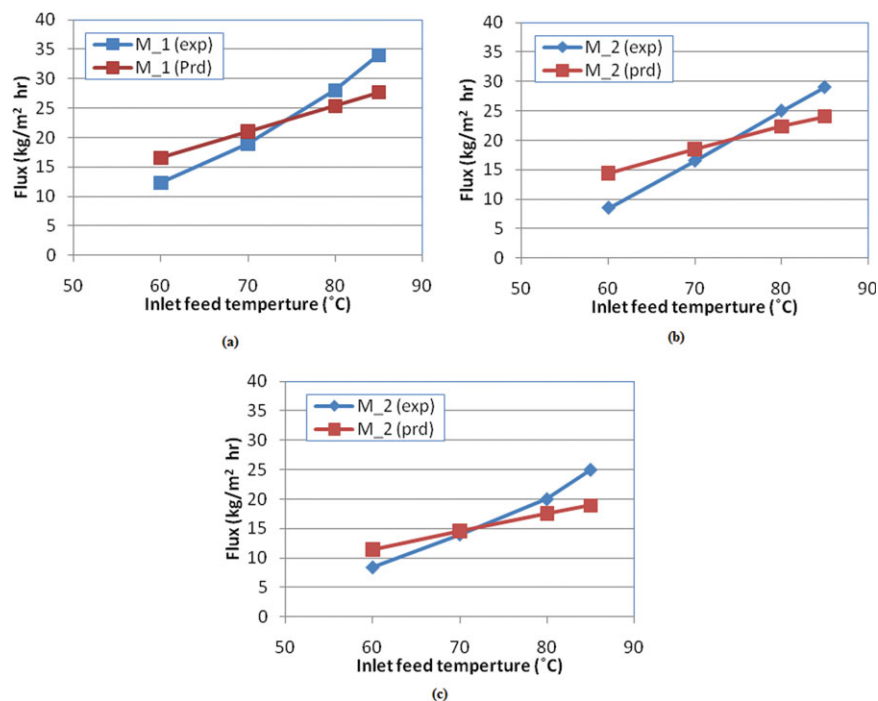 40
35
30
25
20
15
10
5
0
Flux (kg/m² hr)
M_1 (exp)
M_1 (Prd)
50 60 70 80 90
Inlet feed temperture (˚C)
(a)
40
35
30
25
20
15
10
5
0
Flux (kg/m² hr)
M_2 (exp)
M_2 (prd)
50 60 70 80 90
Inlet feed temperture (˚C)
(b)
40
35
30
25
20
15
10
5
0
Flux (kg/m² hr)
M_2 (exp)
M_2 (prd)
50 60 70 80 90
Inlet feed temperture (˚C)
(c)